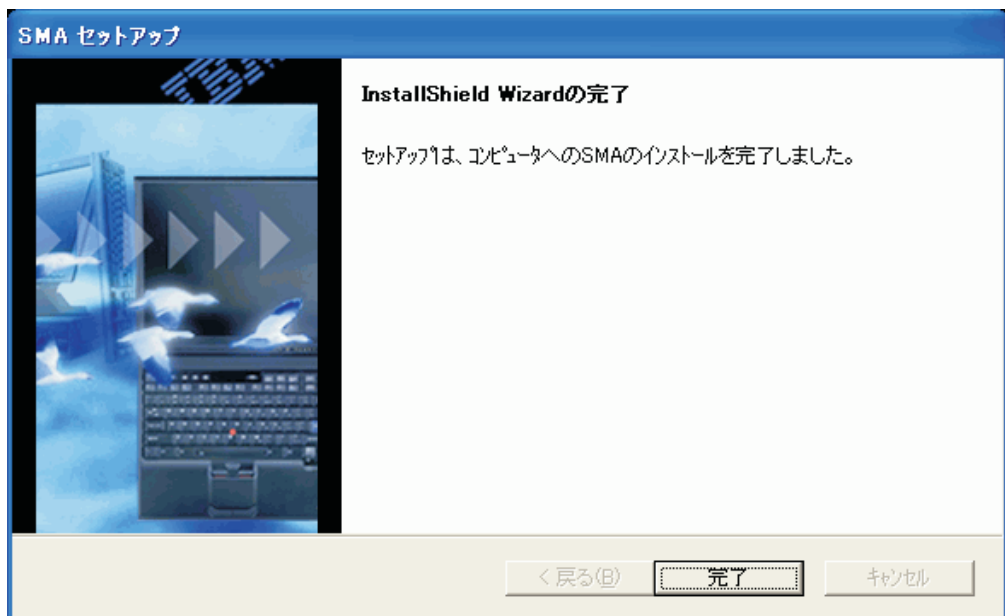 SMA セットアップ
IBM
InstallShield Wizardの完了
セットアップは、コンピュータへのSMAのインストールを完了しました。
< 戻る(B)
完了
キャンセル